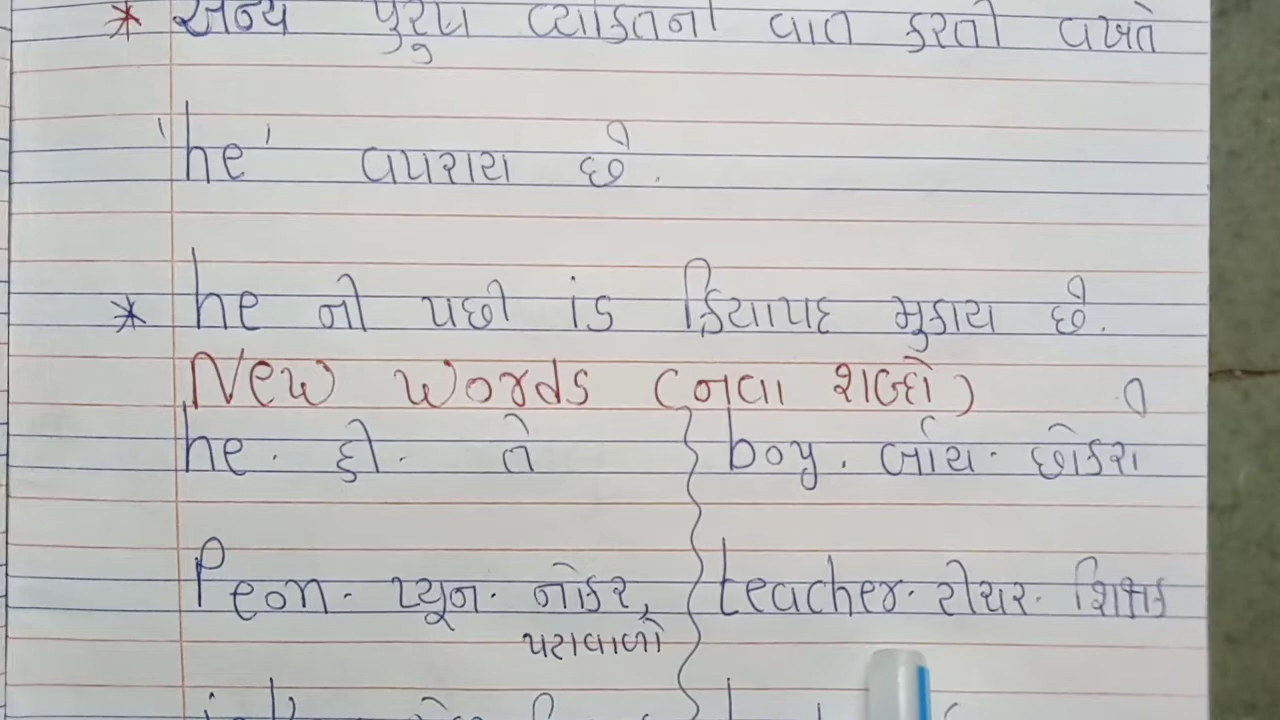 * અન્ય પુરુષ વ્યકિતની વાત કરતી વખતે
'he' વપરાય છે.
* he ની પછી is ક્રિયાપદ મુકાય છે.
New words (નવા શબ્દો)
he. હી. તે
boy. બૉય. છોકરો
Peon. પ્યૂન. નોકર,
પટાવાળો
teacher. ટીચર. શિક્ષક